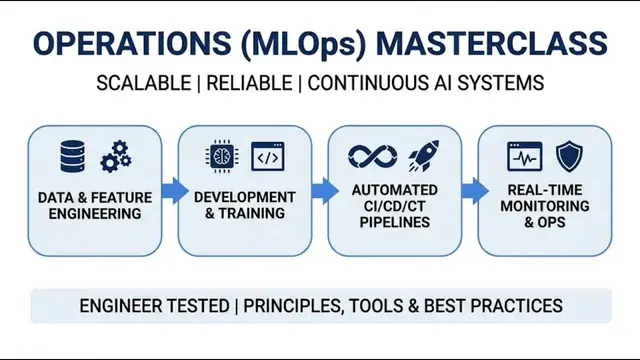 OPERATIONS (MLOps) MASTERCLASS
SCALABLE | RELIABLE | CONTINUOUS AI SYSTEMS
DATA & FEATURE
ENGINEERING
DEVELOPMENT
& TRAINING
AUTOMATED
CI/CD/CT
PIPELINES
REAL-TIME
MONITORING
& OPS
ENGINEER TESTED | PRINCIPLES, TOOLS & BEST PRACTICES